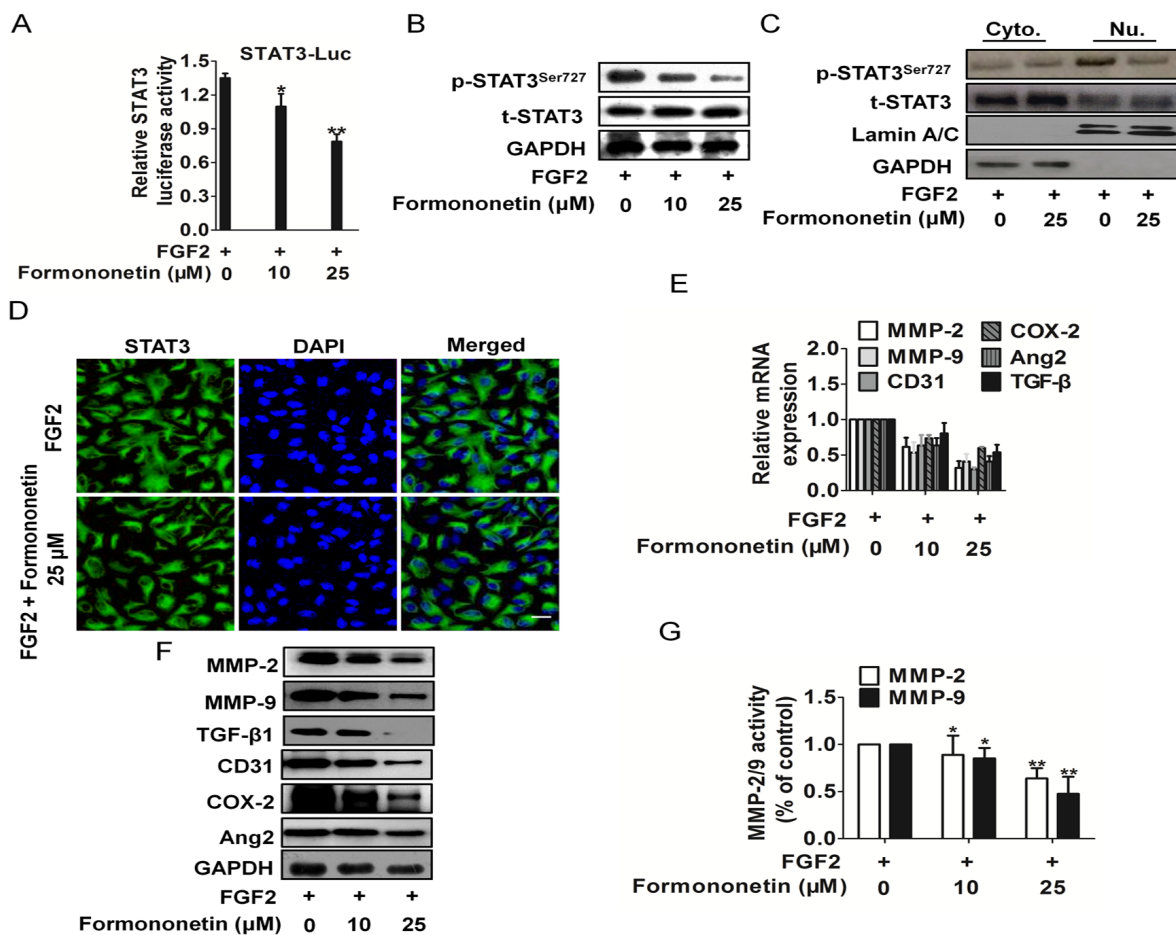 A
STAT3-Luc
Relative STAT3
luciferase activity
1.5
1.2
0.9
0.6
0.3
0.0
*
**
FGF2 + + +
Formononetin (µM) 0 10 25
B
p-STAT3Ser727
t-STAT3
GAPDH
FGF2
+ + +
Formononetin (µM) 0 10 25
C
Cyto. Nu.
p-STAT3Ser727
t-STAT3
Lamin A/C
GAPDH
FGF2 + + + +
Formononetin (µM) 0 25 0 25
D
STAT3 DAPI Merged
FGF2
FGF2 + Formononetin
25 µM
E
MMP-2 COX-2
MMP-9 Ang2
CD31 TGF-β
Relative mRNA
expression
2.0
1.5
1.0
0.5
0.0
FGF2 + + +
Formononetin (µM) 0 10 25
F
MMP-2
MMP-9
TGF-β1
CD31
COX-2
Ang2
GAPDH
FGF2 + + +
Formononetin (µM) 0 10 25
G
MMP-2
MMP-9
MMP-2/9 activity
(% of control)
1.5
1.0
0.5
0.0
* *
** **
FGF2 + + +
Formononetin (µM) 0 10 25